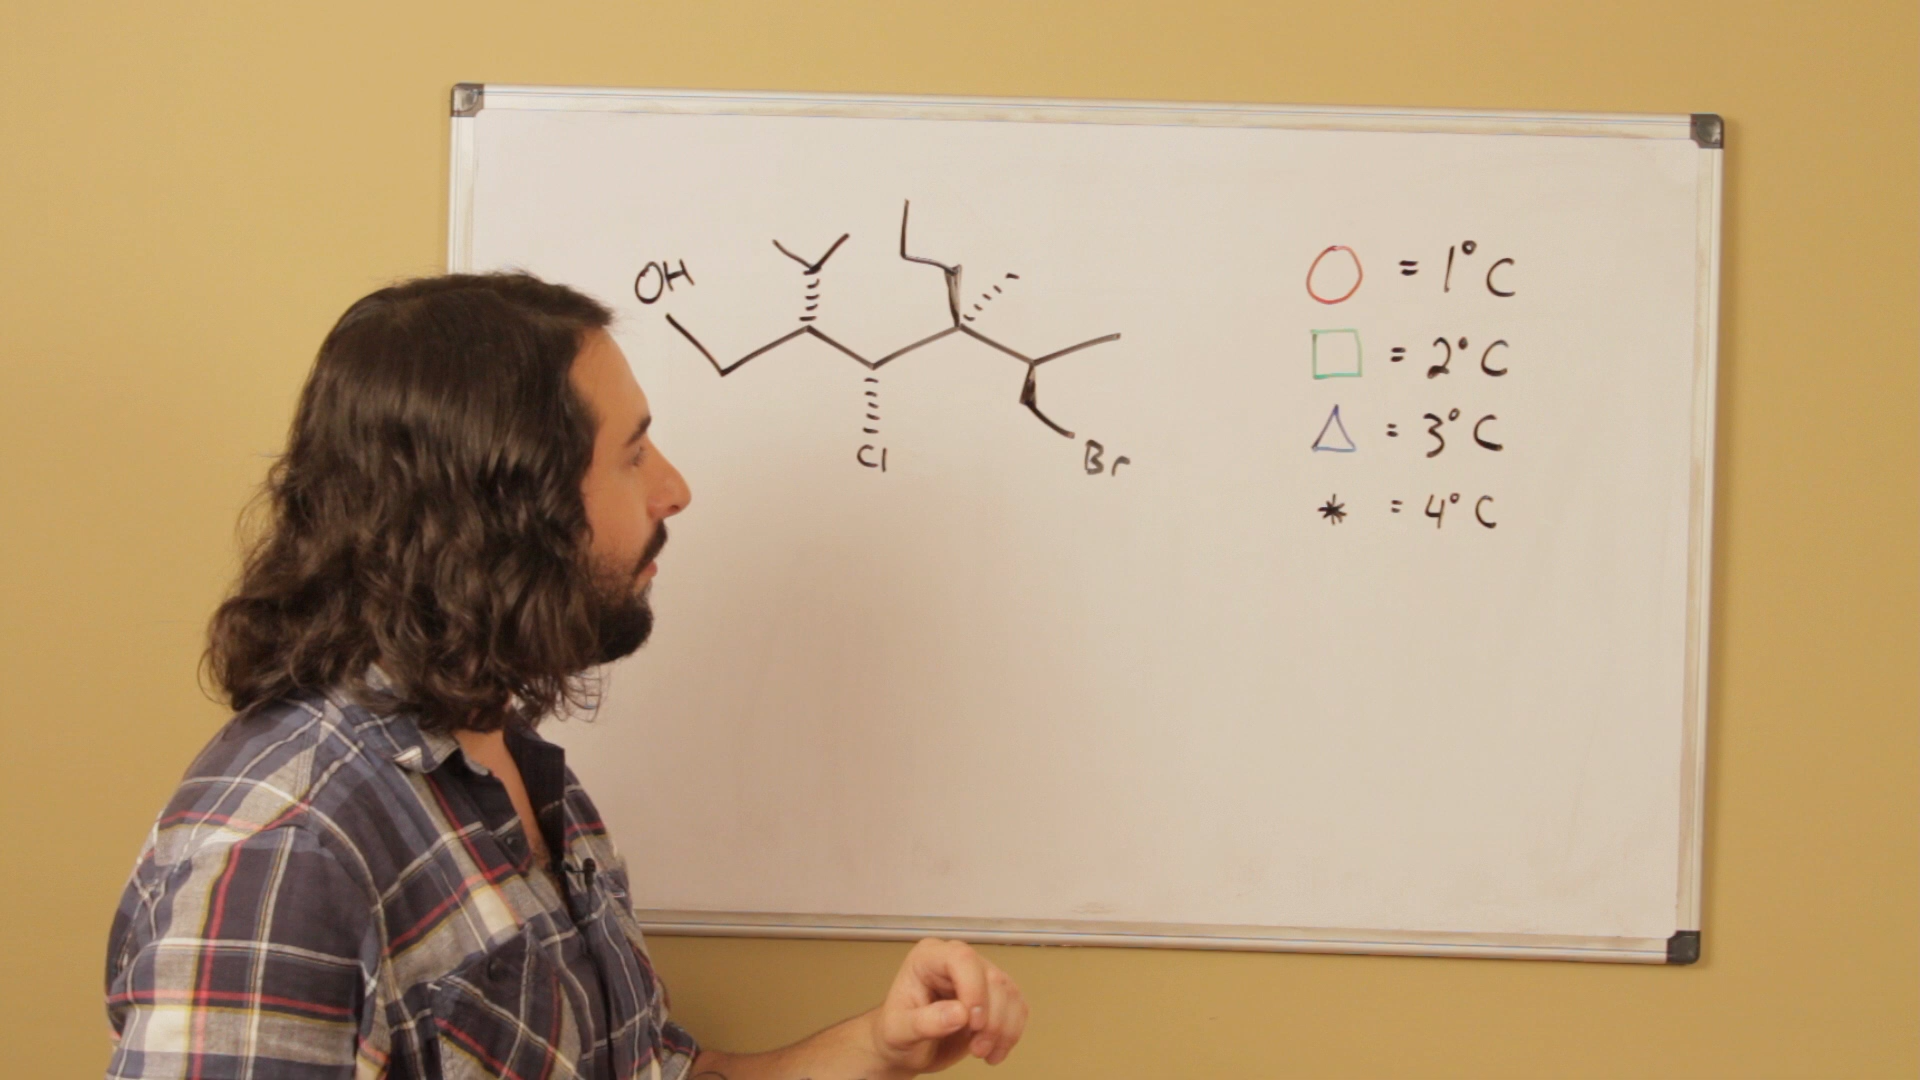 OH
Cl
Br
= 1° C
= 2° C
= 3° C
* = 4° C